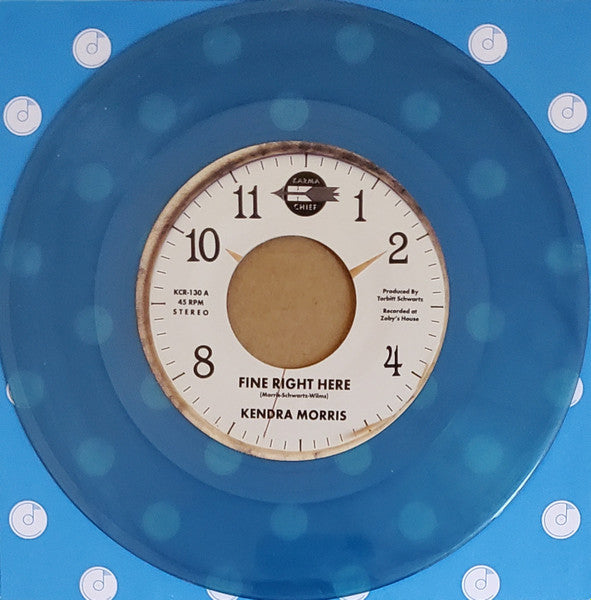 KARMA
CHIEF
11
1
10
2
KCR-130 A
45 RPM
STEREO
Produced By
Torbitt Schwartz
Recorded at
Zoby's House
8
4
FINE RIGHT HERE
(Morris-Schwartz-Wilms)
KENDRA MORRIS